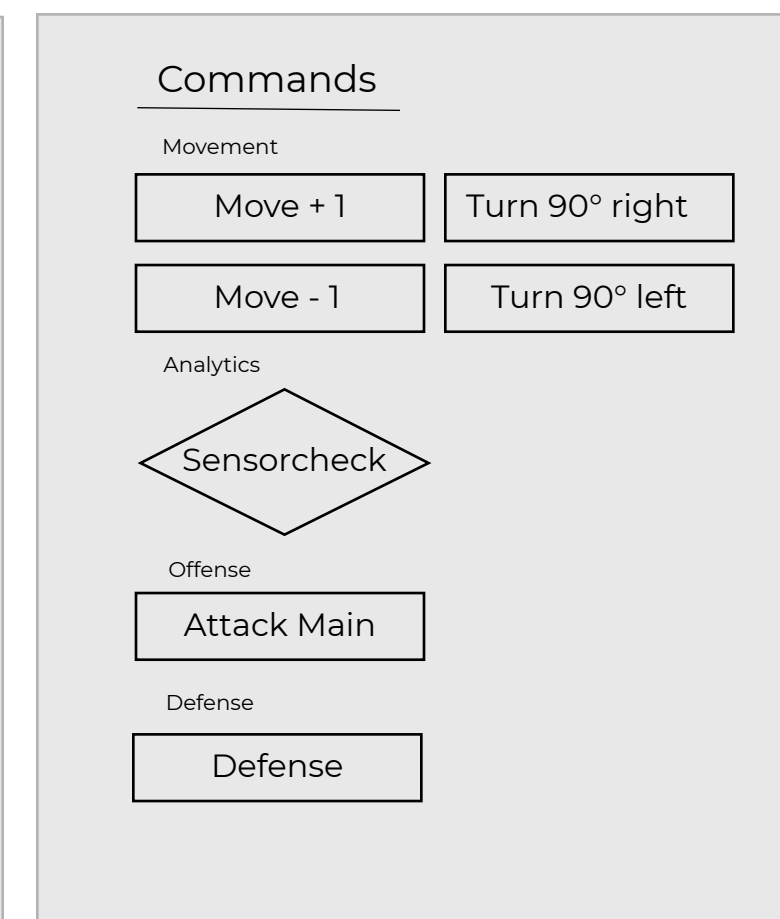 Commands
Movement
Move + 1
Turn 90° right
Move - 1
Turn 90° left
Analytics
Sensorcheck
Offense
Attack Main
Defense
Defense